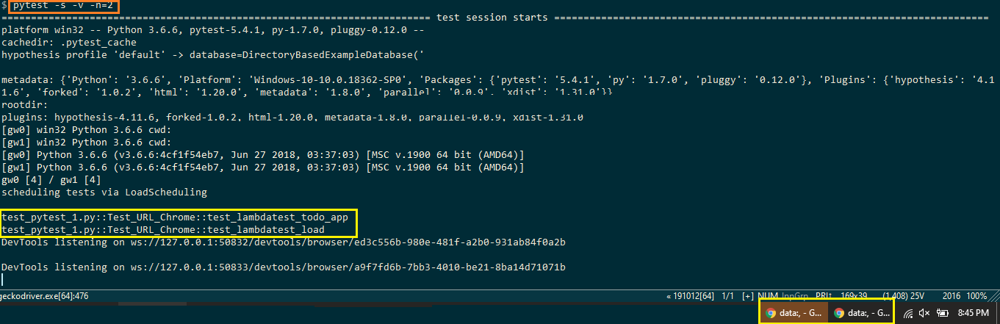 $ pytest -s -v -n=2
============================================================================= test session starts =============================================================================
platform win32 -- Python 3.6.6, pytest-5.4.1, py-1.7.0, pluggy-0.12.0 --
cachedir: .pytest_cache
hypothesis profile 'default' -> database=DirectoryBasedExampleDatabase('
metadata: {'Python': '3.6.6', 'Platform': 'Windows-10-10.0.18362-SP0', 'Packages': {'pytest': '5.4.1', 'py': '1.7.0', 'pluggy': '0.12.0'}, 'Plugins': {'hypothesis': '4.1
1.6', 'forked': '1.0.2', 'html': '1.20.0', 'metadata': '1.8.0', 'parallel': '0.0.9', 'xdist': '1.31.0'}}
rootdir:
plugins: hypothesis-4.11.6, forked-1.0.2, html-1.20.0, metadata-1.8.0, parallel-0.0.9, xdist-1.31.0
[gw0] win32 Python 3.6.6 cwd:
[gw1] win32 Python 3.6.6 cwd:
[gw0] Python 3.6.6 (v3.6.6:4cf1f54eb7, Jun 27 2018, 03:37:03) [MSC v.1900 64 bit (AMD64)]
[gw1] Python 3.6.6 (v3.6.6:4cf1f54eb7, Jun 27 2018, 03:37:03) [MSC v.1900 64 bit (AMD64)]
gw0 [4] / gw1 [4]
scheduling tests via LoadScheduling
test_pytest_1.py::Test_URL_Chrome::test_lambdatest_todo_app
test_pytest_1.py::Test_URL_Chrome::test_lambdatest_load
DevTools listening on ws://127.0.0.1:50832/devtools/browser/ed3c556b-980e-481f-a2b0-931ab84f0a2b
DevTools listening on ws://127.0.0.1:50833/devtools/browser/a9f7fd6b-7bb3-4010-be21-8ba14d71071b
geckodriver.exe[64]:476 « 191012[64] 1/1 [+] NUM InpGrp PRI↕ 169x39 (1,408) 25V 2016 100%
data:, - G... data:, - G... 8:45 PM